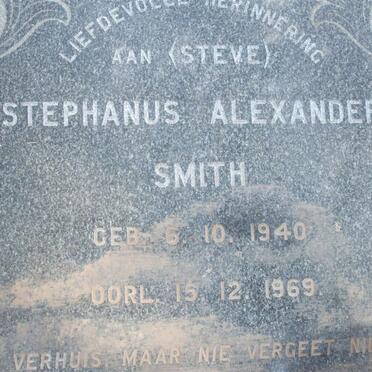 LIEFDEVOLLE HERINNERING
AAN (STEVE)
STEPHANUS ALEXANDER
SMITH
GEB. 6. 10. 1940
OORL. 15. 12. 1969
VERHUIS MAAR NIE VERGEET NIE